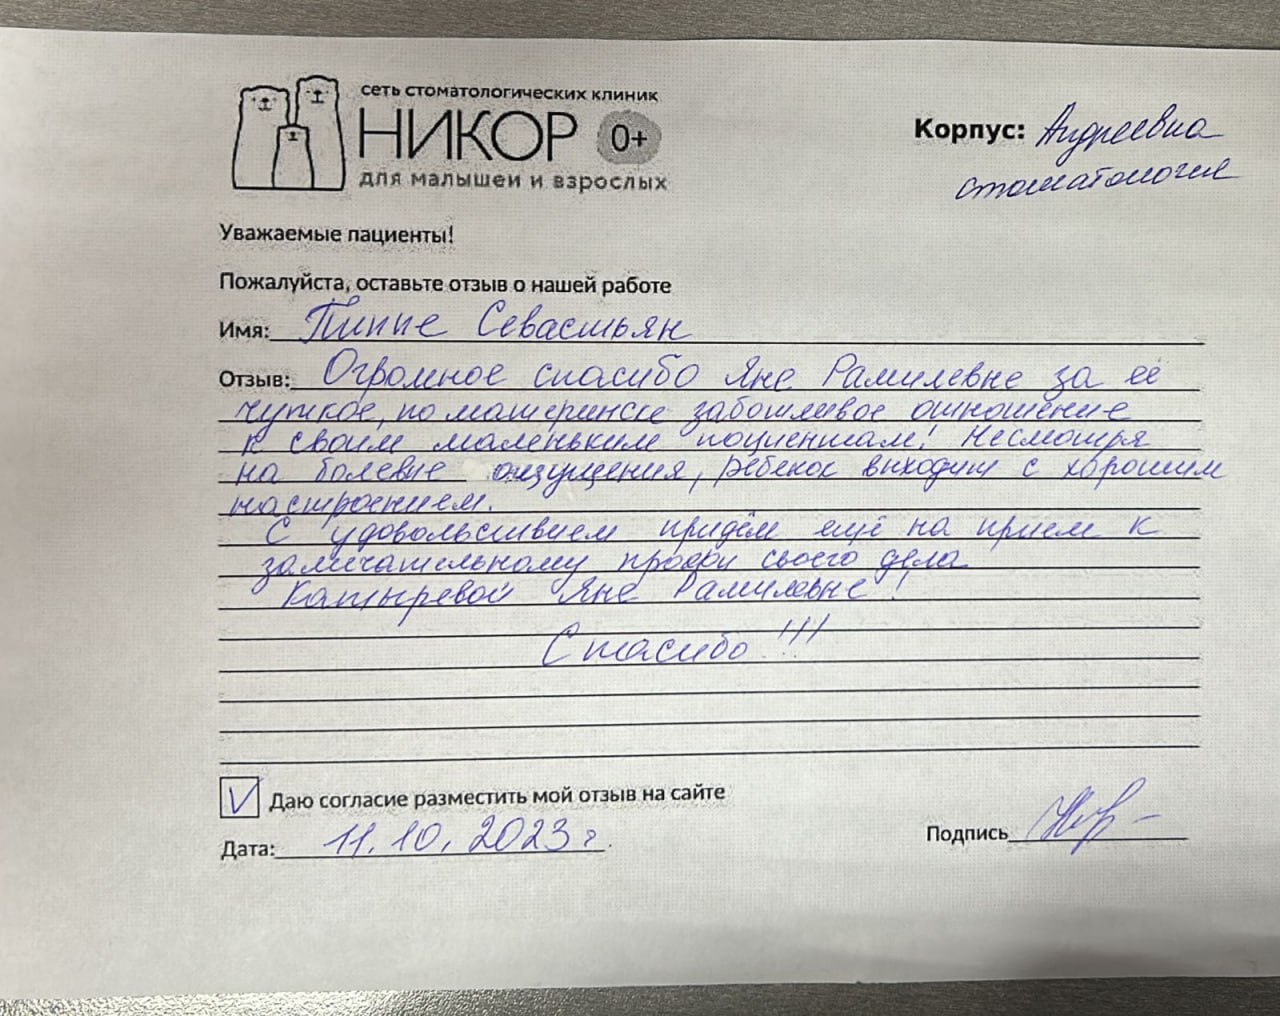 сеть стоматологических клиник
НИКОР 0+
для малышей и взрослых
Корпус: Андреевка
стоматология
Уважаемые пациенты!
Пожалуйста, оставьте отзыв о нашей работе
Имя: Пиппе Севастьян
Отзыв: Огромное спасибо Яне Рамилевне за её
чуткое, по матерински заботливое отношение
к своим маленьким пациентам! Несмотря
на болевые ощущения, ребенок выходит с хорошим
настроением.
С удовольствием придём ещё на прием к
замечательному профи своего дела
Катыревой Яне Рамилевне!
Спасибо!!!
Даю согласие разместить мой отзыв на сайте
Дата: 11.10.2023 г.
Подпись